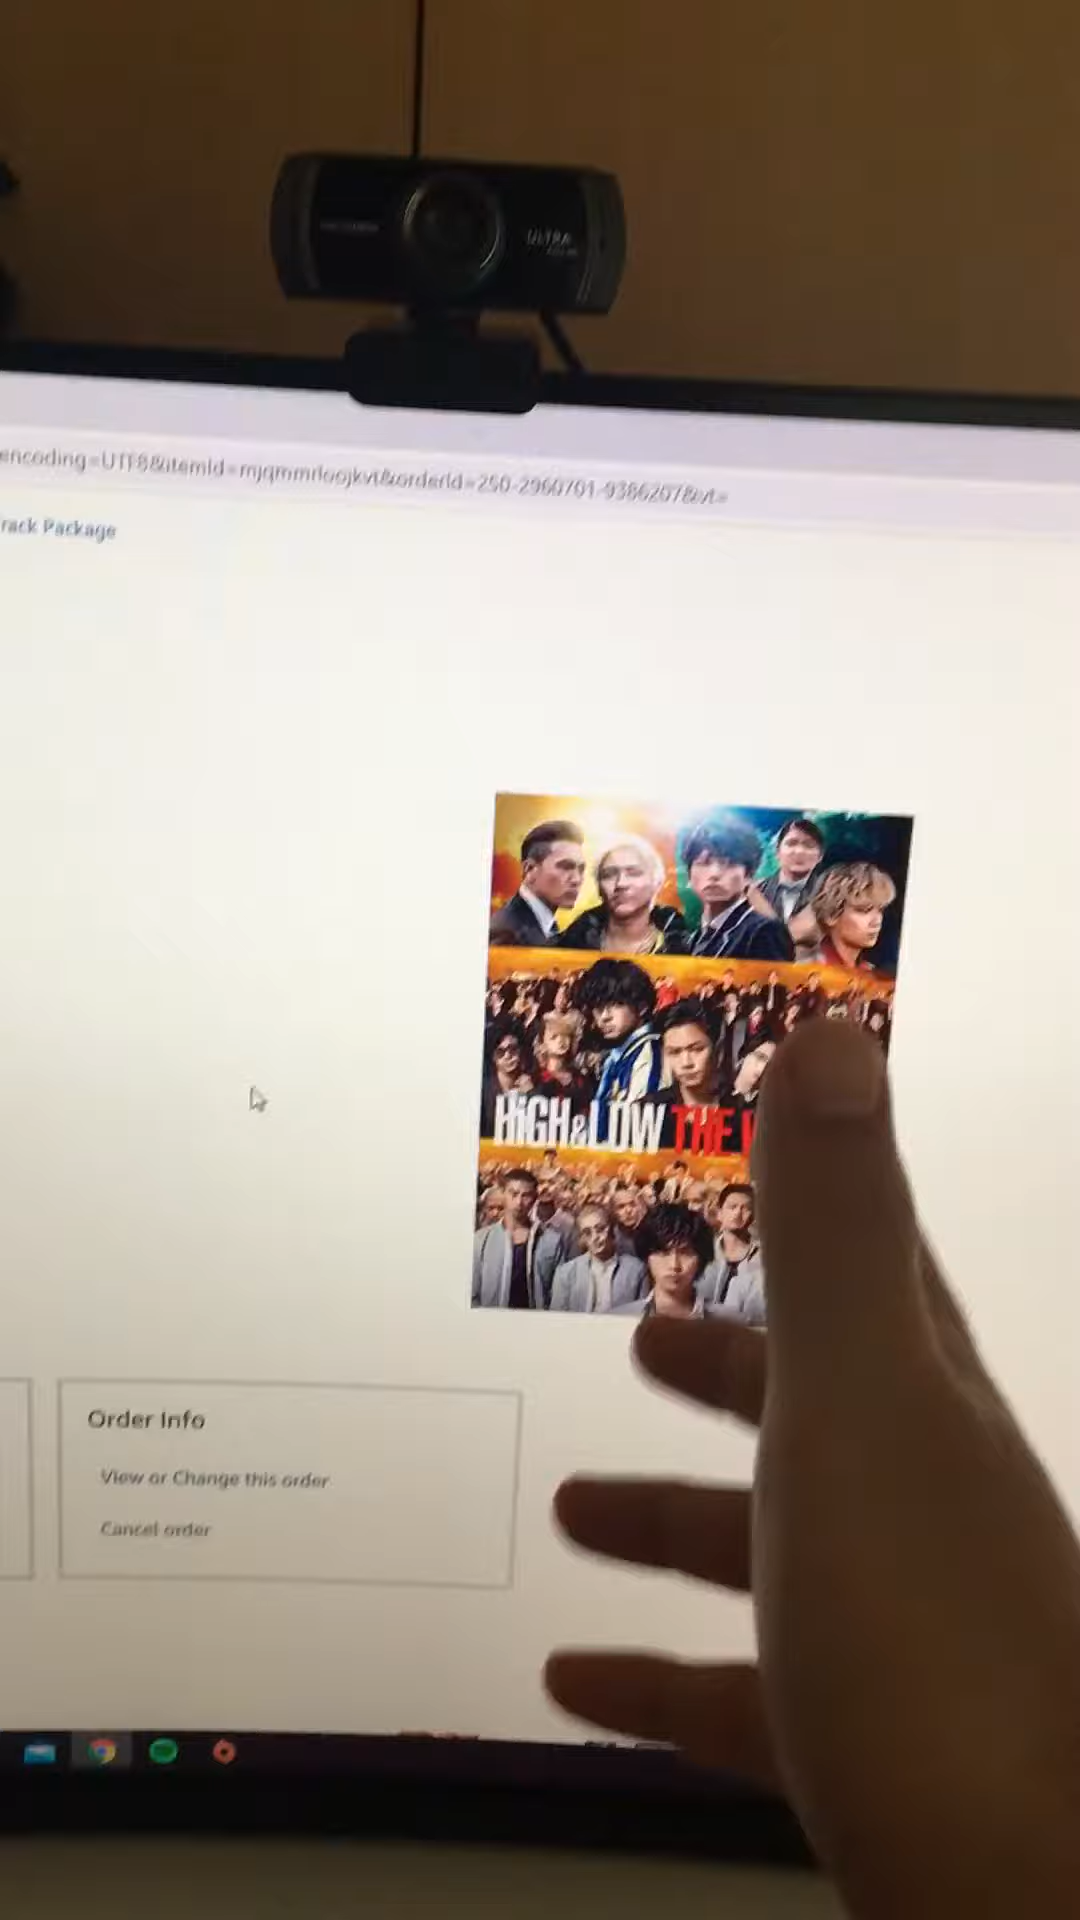 ULTRA
encoding=UTF8&itemId=mjqmmrloojkvt&orderId=250-2960701-9386207&vt=
rack Package
HiGH&LOW THE
Order Info
View or Change this order
Cancel order